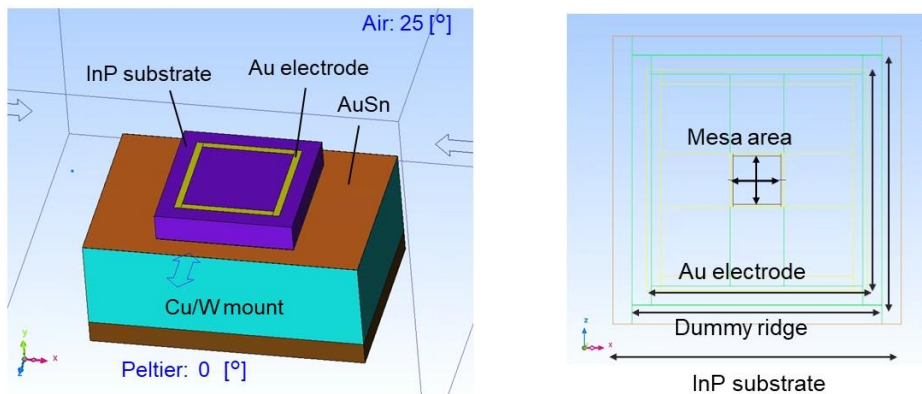 Air: 25 [°]
InP substrate
Au electrode
AuSn
Cu/W mount
Peltier: 0 [°]
y
x
z
Mesa area
Au electrode
Dummy ridge
InP substrate
z
x